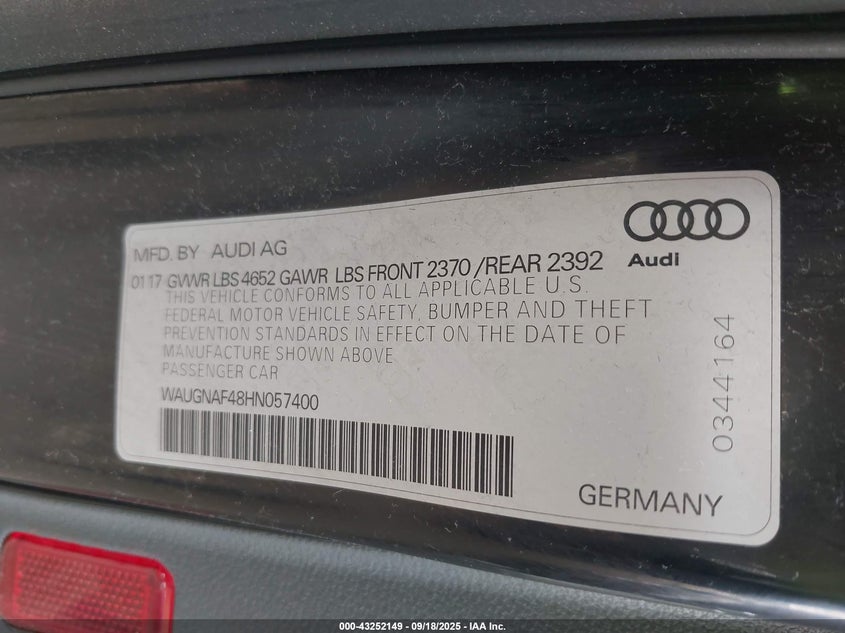 MFD. BY AUDI AG
Audi
01 17 GVWR LBS 4652 GAWR LBS FRONT 2370 /REAR 2392
THIS VEHICLE CONFORMS TO ALL APPLICABLE U.S.
FEDERAL MOTOR VEHICLE SAFETY, BUMPER AND THEFT
PREVENTION STANDARDS IN EFFECT ON THE DATE OF
MANUFACTURE SHOWN ABOVE
PASSENGER CAR
WAUGNAF48HN057400
0344164
GERMANY
000-43252149 - 09/18/2025 - IAA Inc.